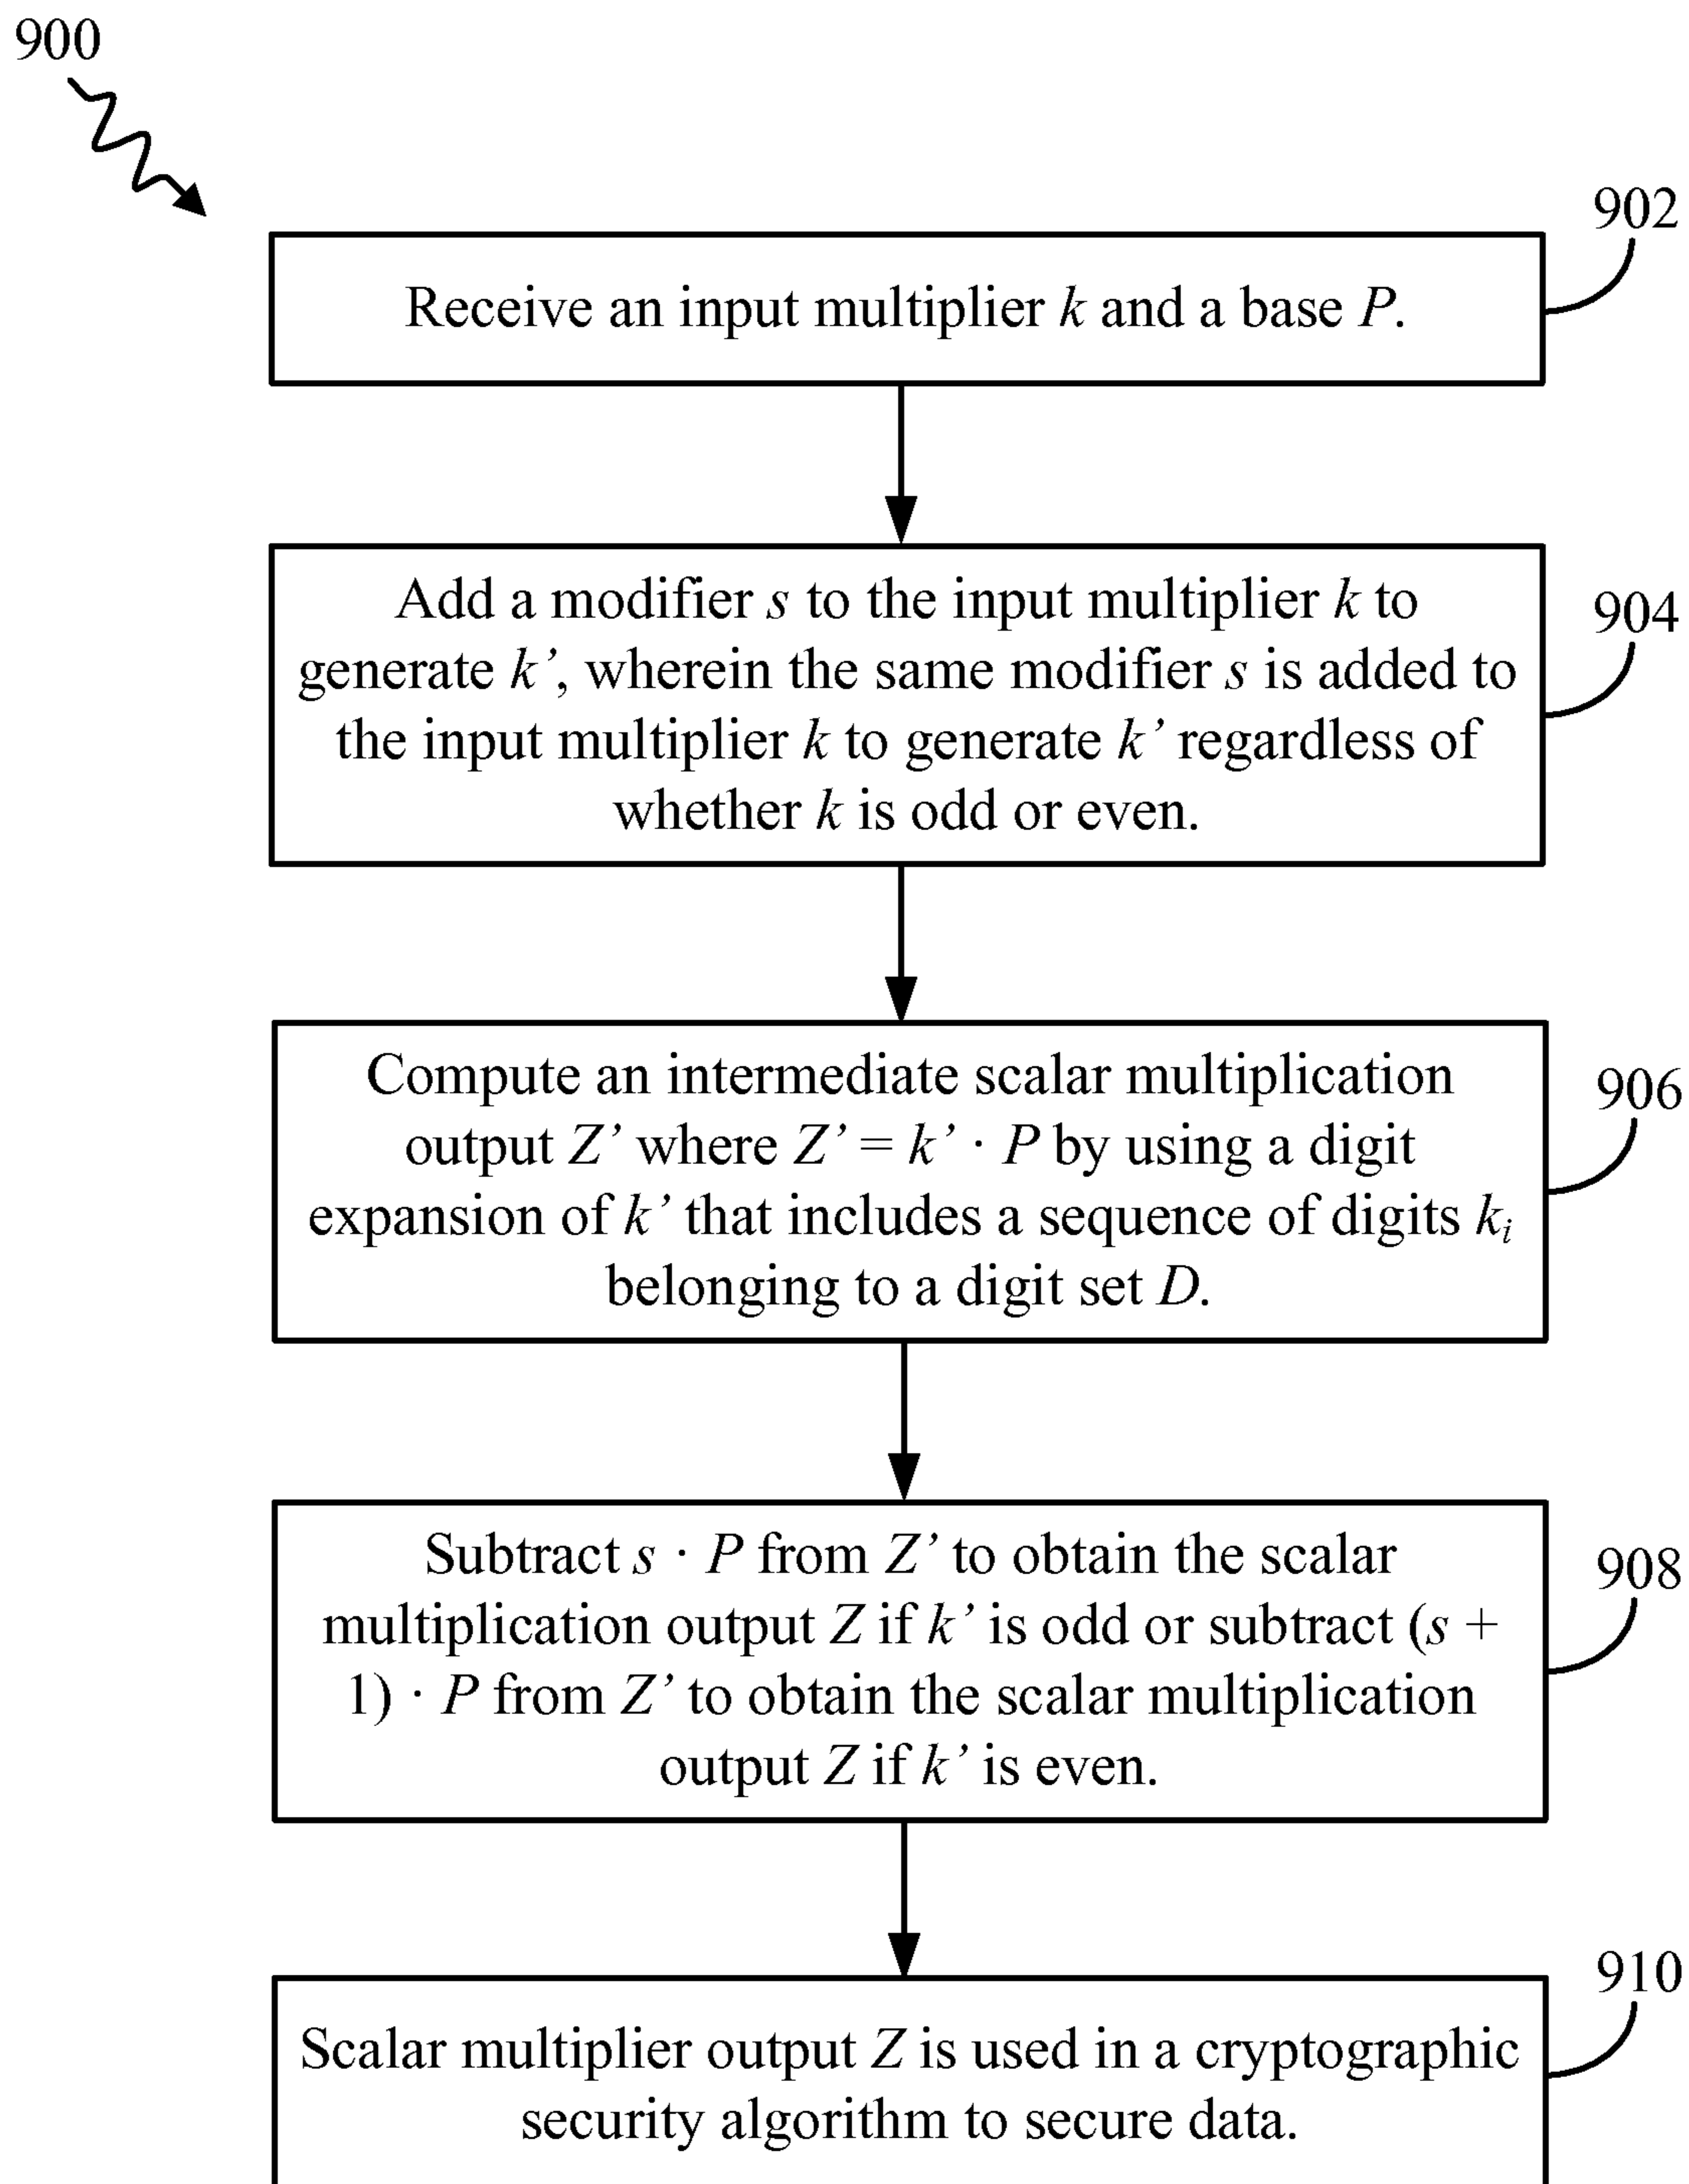 900
902
Receive an input multiplier k and a base P.
904
Add a modifier s to the input multiplier k to
generate k’, wherein the same modifier s is added to
the input multiplier k to generate k’ regardless of
whether k is odd or even.
906
Compute an intermediate scalar multiplication
output Z’ where Z’ = k’ · P by using a digit
expansion of k’ that includes a sequence of digits kᵢ
belonging to a digit set D.
908
Subtract s · P from Z’ to obtain the scalar
multiplication output Z if k’ is odd or subtract (s +
1) · P from Z’ to obtain the scalar multiplication
output Z if k’ is even.
910
Scalar multiplier output Z is used in a cryptographic
security algorithm to secure data.